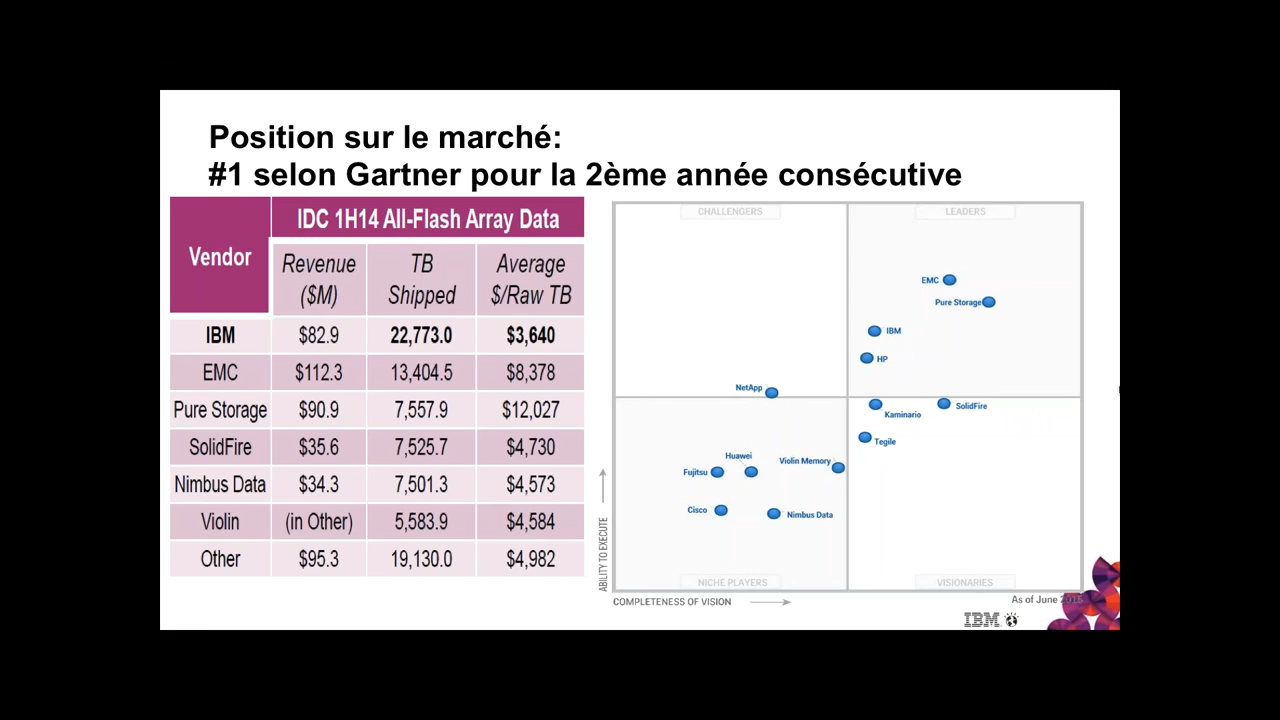 Position sur le marché:
#1 selon Gartner pour la 2ème année consécutive
Vendor
IDC 1H14 All-Flash Array Data
Revenue ($M)
TB Shipped
Average $/Raw TB
IBM $82.9 22,773.0 $3,640
EMC $112.3 13,404.5 $8,378
Pure Storage $90.9 7,557.9 $12,027
SolidFire $35.6 7,525.7 $4,730
Nimbus Data $34.3 7,501.3 $4,573
Violin (in Other) 5,583.9 $4,584
Other $95.3 19,130.0 $4,982
CHALLENGERS
LEADERS
EMC
Pure Storage
IBM
HP
NetApp
SolidFire
Kaminario
Tegile
Huawei
Violin Memory
Fujitsu
Cisco
Nimbus Data
ABILITY TO EXECUTE
NICHE PLAYERS
VISIONARIES
COMPLETENESS OF VISION
As of June
IBM